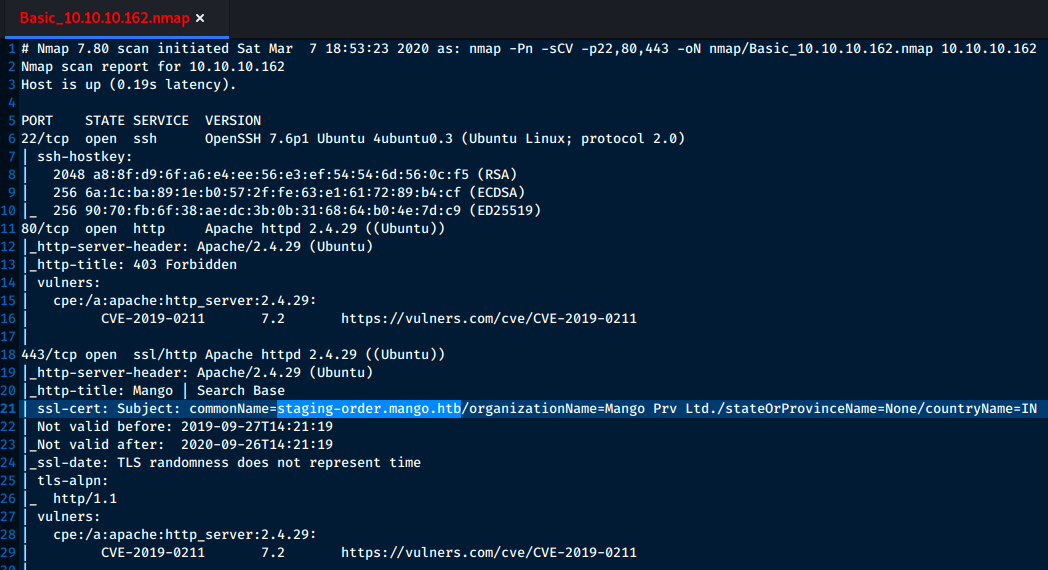 Basic_10.10.10.162.nmap ×
1 # Nmap 7.80 scan initiated Sat Mar  7 18:53:23 2020 as: nmap -Pn -sCV -p22,80,443 -oN nmap/Basic_10.10.10.162.nmap 10.10.10.162
2 Nmap scan report for 10.10.10.162
3 Host is up (0.19s latency).
4
5 PORT    STATE SERVICE  VERSION
6 22/tcp  open  ssh      OpenSSH 7.6p1 Ubuntu 4ubuntu0.3 (Ubuntu Linux; protocol 2.0)
7 | ssh-hostkey:
8 |   2048 a8:8f:d9:6f:a6:e4:ee:56:e3:ef:54:54:6d:56:0c:f5 (RSA)
9 |   256 6a:1c:ba:89:1e:b0:57:2f:fe:63:e1:61:72:89:b4:cf (ECDSA)
10 |_  256 90:70:fb:6f:38:ae:dc:3b:0b:31:68:64:b0:4e:7d:c9 (ED25519)
11 80/tcp  open  http     Apache httpd 2.4.29 ((Ubuntu))
12 |_http-server-header: Apache/2.4.29 (Ubuntu)
13 |_http-title: 403 Forbidden
14 | vulners:
15 |   cpe:/a:apache:http_server:2.4.29:
16 |         CVE-2019-0211       7.2       https://vulners.com/cve/CVE-2019-0211
17 |
18 443/tcp open  ssl/http Apache httpd 2.4.29 ((Ubuntu))
19 |_http-server-header: Apache/2.4.29 (Ubuntu)
20 |_http-title: Mango | Search Base
21 | ssl-cert: Subject: commonName=staging-order.mango.htb/organizationName=Mango Prv Ltd./stateOrProvinceName=None/countryName=IN
22 | Not valid before: 2019-09-27T14:21:19
23 |_Not valid after:  2020-09-26T14:21:19
24 |_ssl-date: TLS randomness does not represent time
25 | tls-alpn:
26 |_  http/1.1
27 | vulners:
28 |   cpe:/a:apache:http_server:2.4.29:
29 |         CVE-2019-0211       7.2       https://vulners.com/cve/CVE-2019-0211